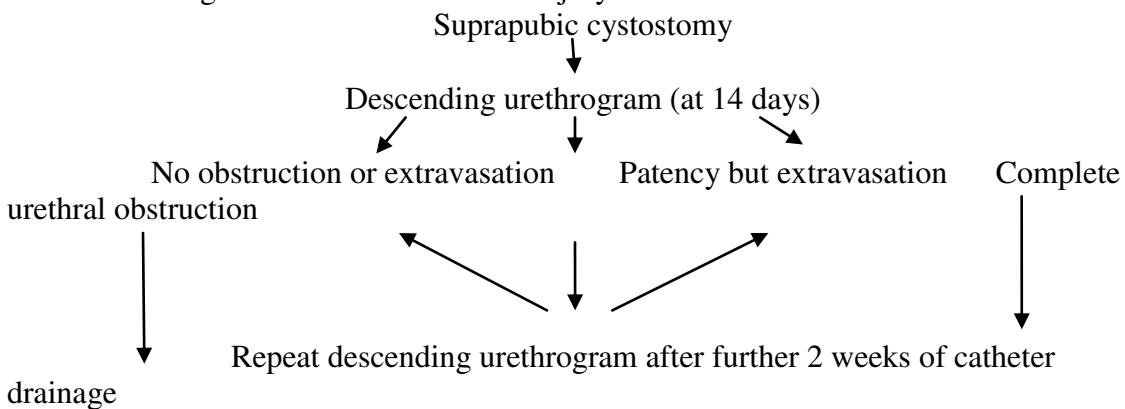 Suprapubic cystostomy
Descending urethrogram (at 14 days)
No obstruction or extravasation Patency but extravasation Complete
urethral obstruction
Repeat descending urethrogram after further 2 weeks of catheter
drainage